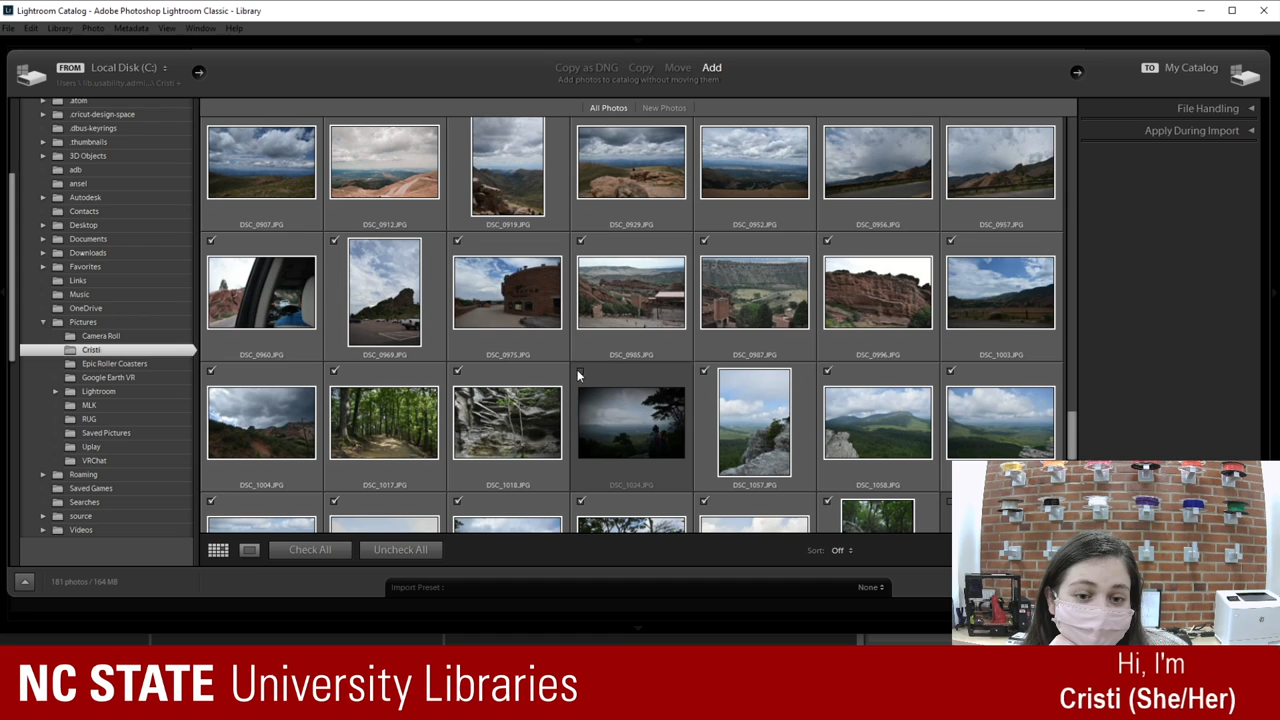 Lr Lightroom Catalog - Adobe Photoshop Lightroom Classic - Library
File Edit Library Photo Metadata View Window Help
FROM Local Disk (C:)
Copy as DNG Copy Move Add
TO My Catalog
Add photos to catalog without moving them
All Photos New Photos
File Handling
Apply During Import
.atom
.cricut-design-space
.dbus-keyrings
.thumbnails
3D Objects
adb
ansel
Autodesk
Contacts
Desktop
Documents
Downloads
Favorites
Links
Music
OneDrive
Pictures
Camera Roll
Cristi
Epic Roller Coasters
Google Earth VR
Lightroom
MLK
RUG
Saved Pictures
Uplay
VRChat
Roaming
Saved Games
Searches
source
Videos
DSC_0907.JPG DSC_0912.JPG DSC_0919.JPG DSC_0929.JPG DSC_0952.JPG DSC_0956.JPG DSC_0957.JPG
DSC_0960.JPG DSC_0969.JPG DSC_0975.JPG DSC_0985.JPG DSC_0987.JPG DSC_0996.JPG DSC_1003.JPG
DSC_1004.JPG DSC_1017.JPG DSC_1018.JPG DSC_1024.JPG DSC_1057.JPG DSC_1058.JPG
Check All Uncheck All
Sort: Off
181 photos / 164 MB
Import Preset : None
NC STATE University Libraries
Hi, I'm
Cristi (She/Her)